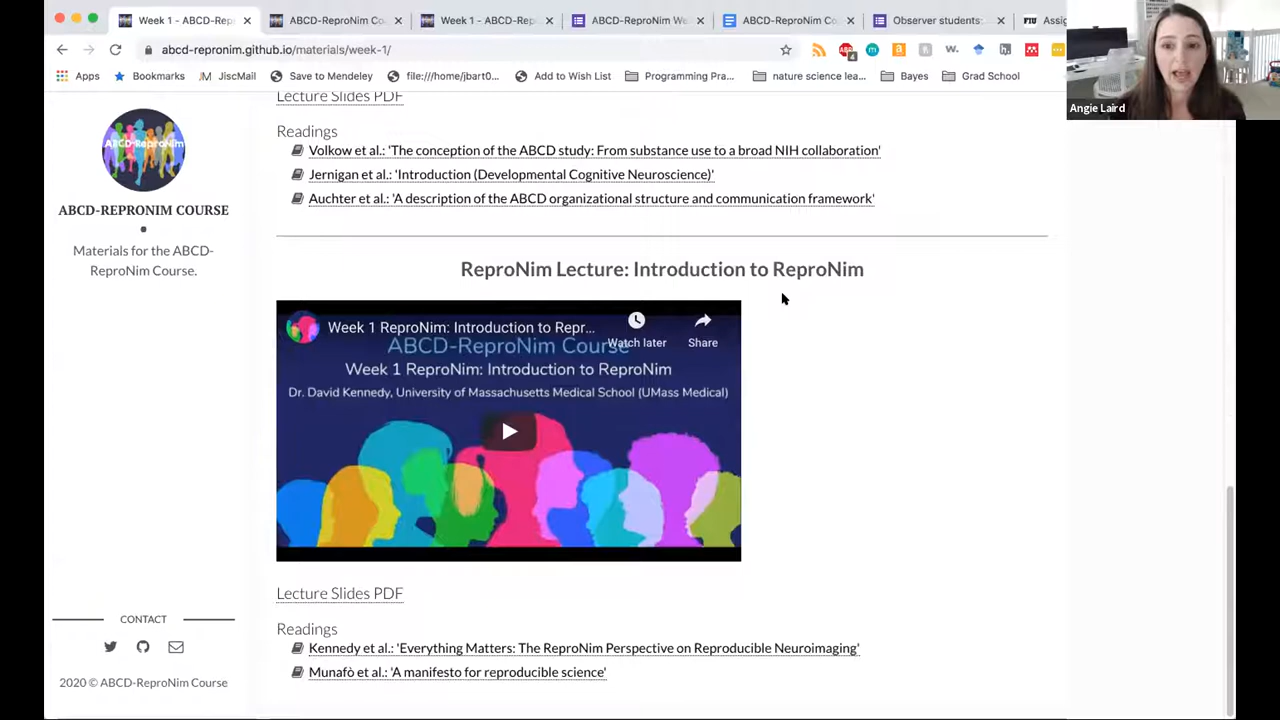 Week 1 - ABCD-Repr
ABCD-ReproNim Co
Week 1 - ABCD-Rep
ABCD-ReproNim We
ABCD-ReproNim Co
Observer students:
FIU Assig
abcd-repronim.github.io/materials/week-1/
Apps
Bookmarks
JiscMail
Save to Mendeley
file:///home/jbart0...
Add to Wish List
Programming Pra...
nature science lea...
Bayes
Grad School
Angie Laird
ABCD-ReproNim
ABCD-REPRONIM COURSE
Materials for the ABCD-
ReproNim Course.
CONTACT
2020 © ABCD-ReproNim Course
Lecture Slides PDF
Readings
Volkow et al.: 'The conception of the ABCD study: From substance use to a broad NIH collaboration'
Jernigan et al.: 'Introduction (Developmental Cognitive Neuroscience)'
Auchter et al.: 'A description of the ABCD organizational structure and communication framework'
ReproNim Lecture: Introduction to ReproNim
Week 1 ReproNim: Introduction to Repr...
Watch later
Share
ABCD-ReproNim Course
Week 1 ReproNim: Introduction to ReproNim
Dr. David Kennedy, University of Massachusetts Medical School (UMass Medical)
Lecture Slides PDF
Readings
Kennedy et al.: 'Everything Matters: The ReproNim Perspective on Reproducible Neuroimaging'
Munafò et al.: 'A manifesto for reproducible science'